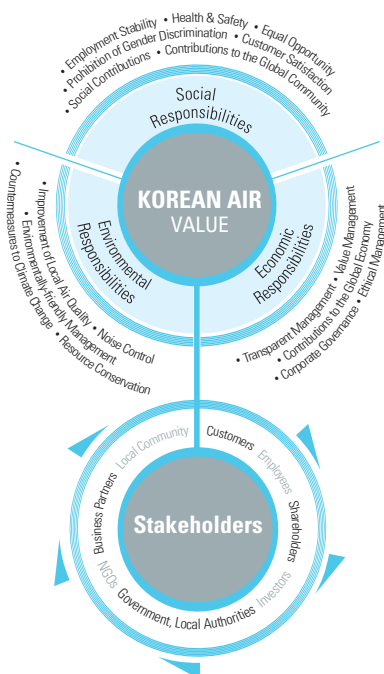 • Employment Stability • Health & Safety • Equal Opportunity
• Prohibition of Gender Discrimination • Customer Satisfaction
• Social Contributions • Contributions to the Global Community
Social
Responsibilities
KOREAN AIR
VALUE
Environmental
Responsibilities
Economic
Responsibilities
• Improvement of Local Air Quality • Noise Control
• Environmentally-friendly Management
• Countermeasures to Climate Change • Resource Conservation
• Transparent Management • Value Management
• Contributions to the Global Economy
• Corporate Governance • Ethical Management
Stakeholders
Customers
Employees
Shareholders
Investors
Government, Local Authorities
NGOs
Business Partners
Local Community